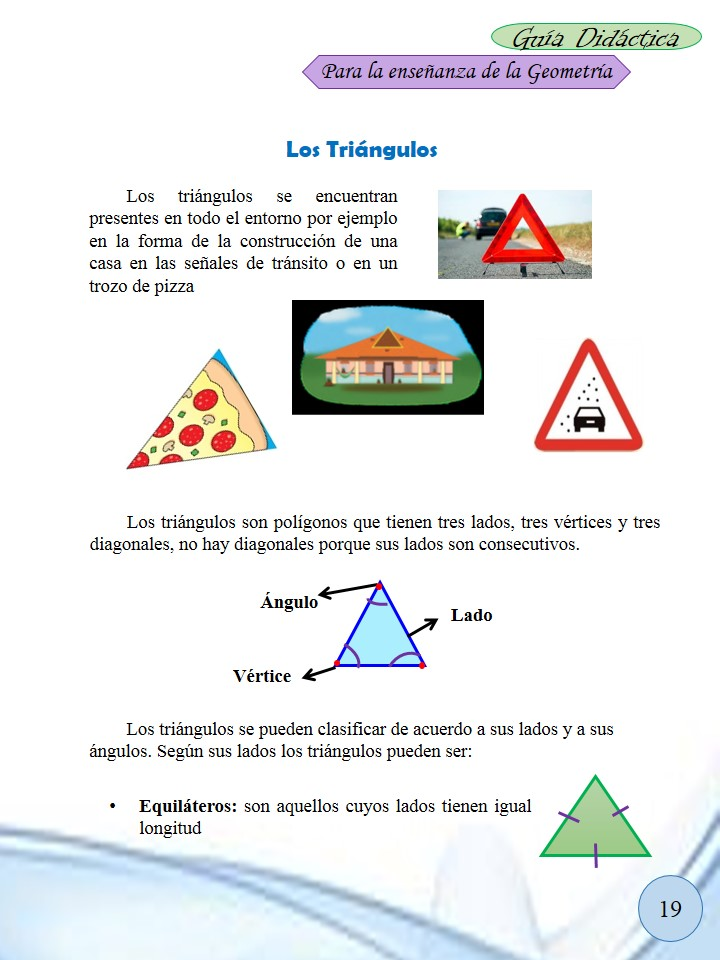 Guía Didáctica
Para la enseñanza de la Geometría
Los Triángulos
Los triángulos se encuentran
presentes en todo el entorno por ejemplo
en la forma de la construcción de una
casa en las señales de tránsito o en un
trozo de pizza
Los triángulos son polígonos que tienen tres lados, tres vértices y tres
diagonales, no hay diagonales porque sus lados son consecutivos.
Ángulo
Lado
Vértice
Los triángulos se pueden clasificar de acuerdo a sus lados y a sus
ángulos. Según sus lados los triángulos pueden ser:
• Equiláteros: son aquellos cuyos lados tienen igual
longitud
19